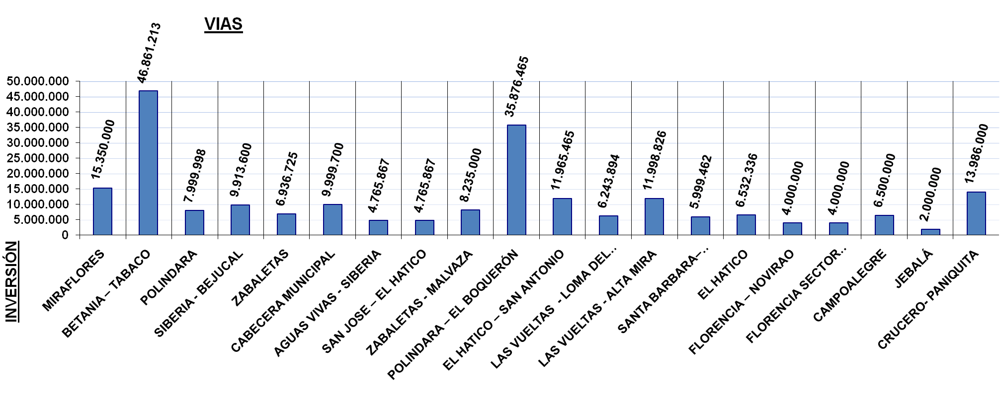 VIAS
50.000.000
45.000.000
40.000.000
35.000.000
30.000.000
25.000.000
20.000.000
15.000.000
10.000.000
5.000.000
0
15.350.000
46.861.213
7.999.998
9.913.600
6.936.725
9.999.700
4.765.867
4.765.867
8.235.000
35.876.465
11.965.465
6.243.894
11.998.826
5.999.462
6.532.336
4.000.000
4.000.000
6.500.000
2.000.000
13.986.000
INVERSIÓN
MIRAFLORES
BETANIA – TABACO
POLINDARA
SIBERIA - BEJUCAL
ZABALETAS
CABECERA MUNICIPAL
AGUAS VIVAS - SIBERIA
SAN JOSE – EL HATICO
ZABALETAS - MALVAZA
POLINDARA – EL BOQUERÓN
EL HATICO – SAN ANTONIO
LAS VUELTAS - LOMA DEL..
LAS VUELTAS - ALTA MIRA
SANTA BARBARA–..
EL HATICO
FLORENCIA – NOVIRAO
FLORENCIA SECTOR..
CAMPOALEGRE
JEBALÁ
CRUCERO- PANIQUITA